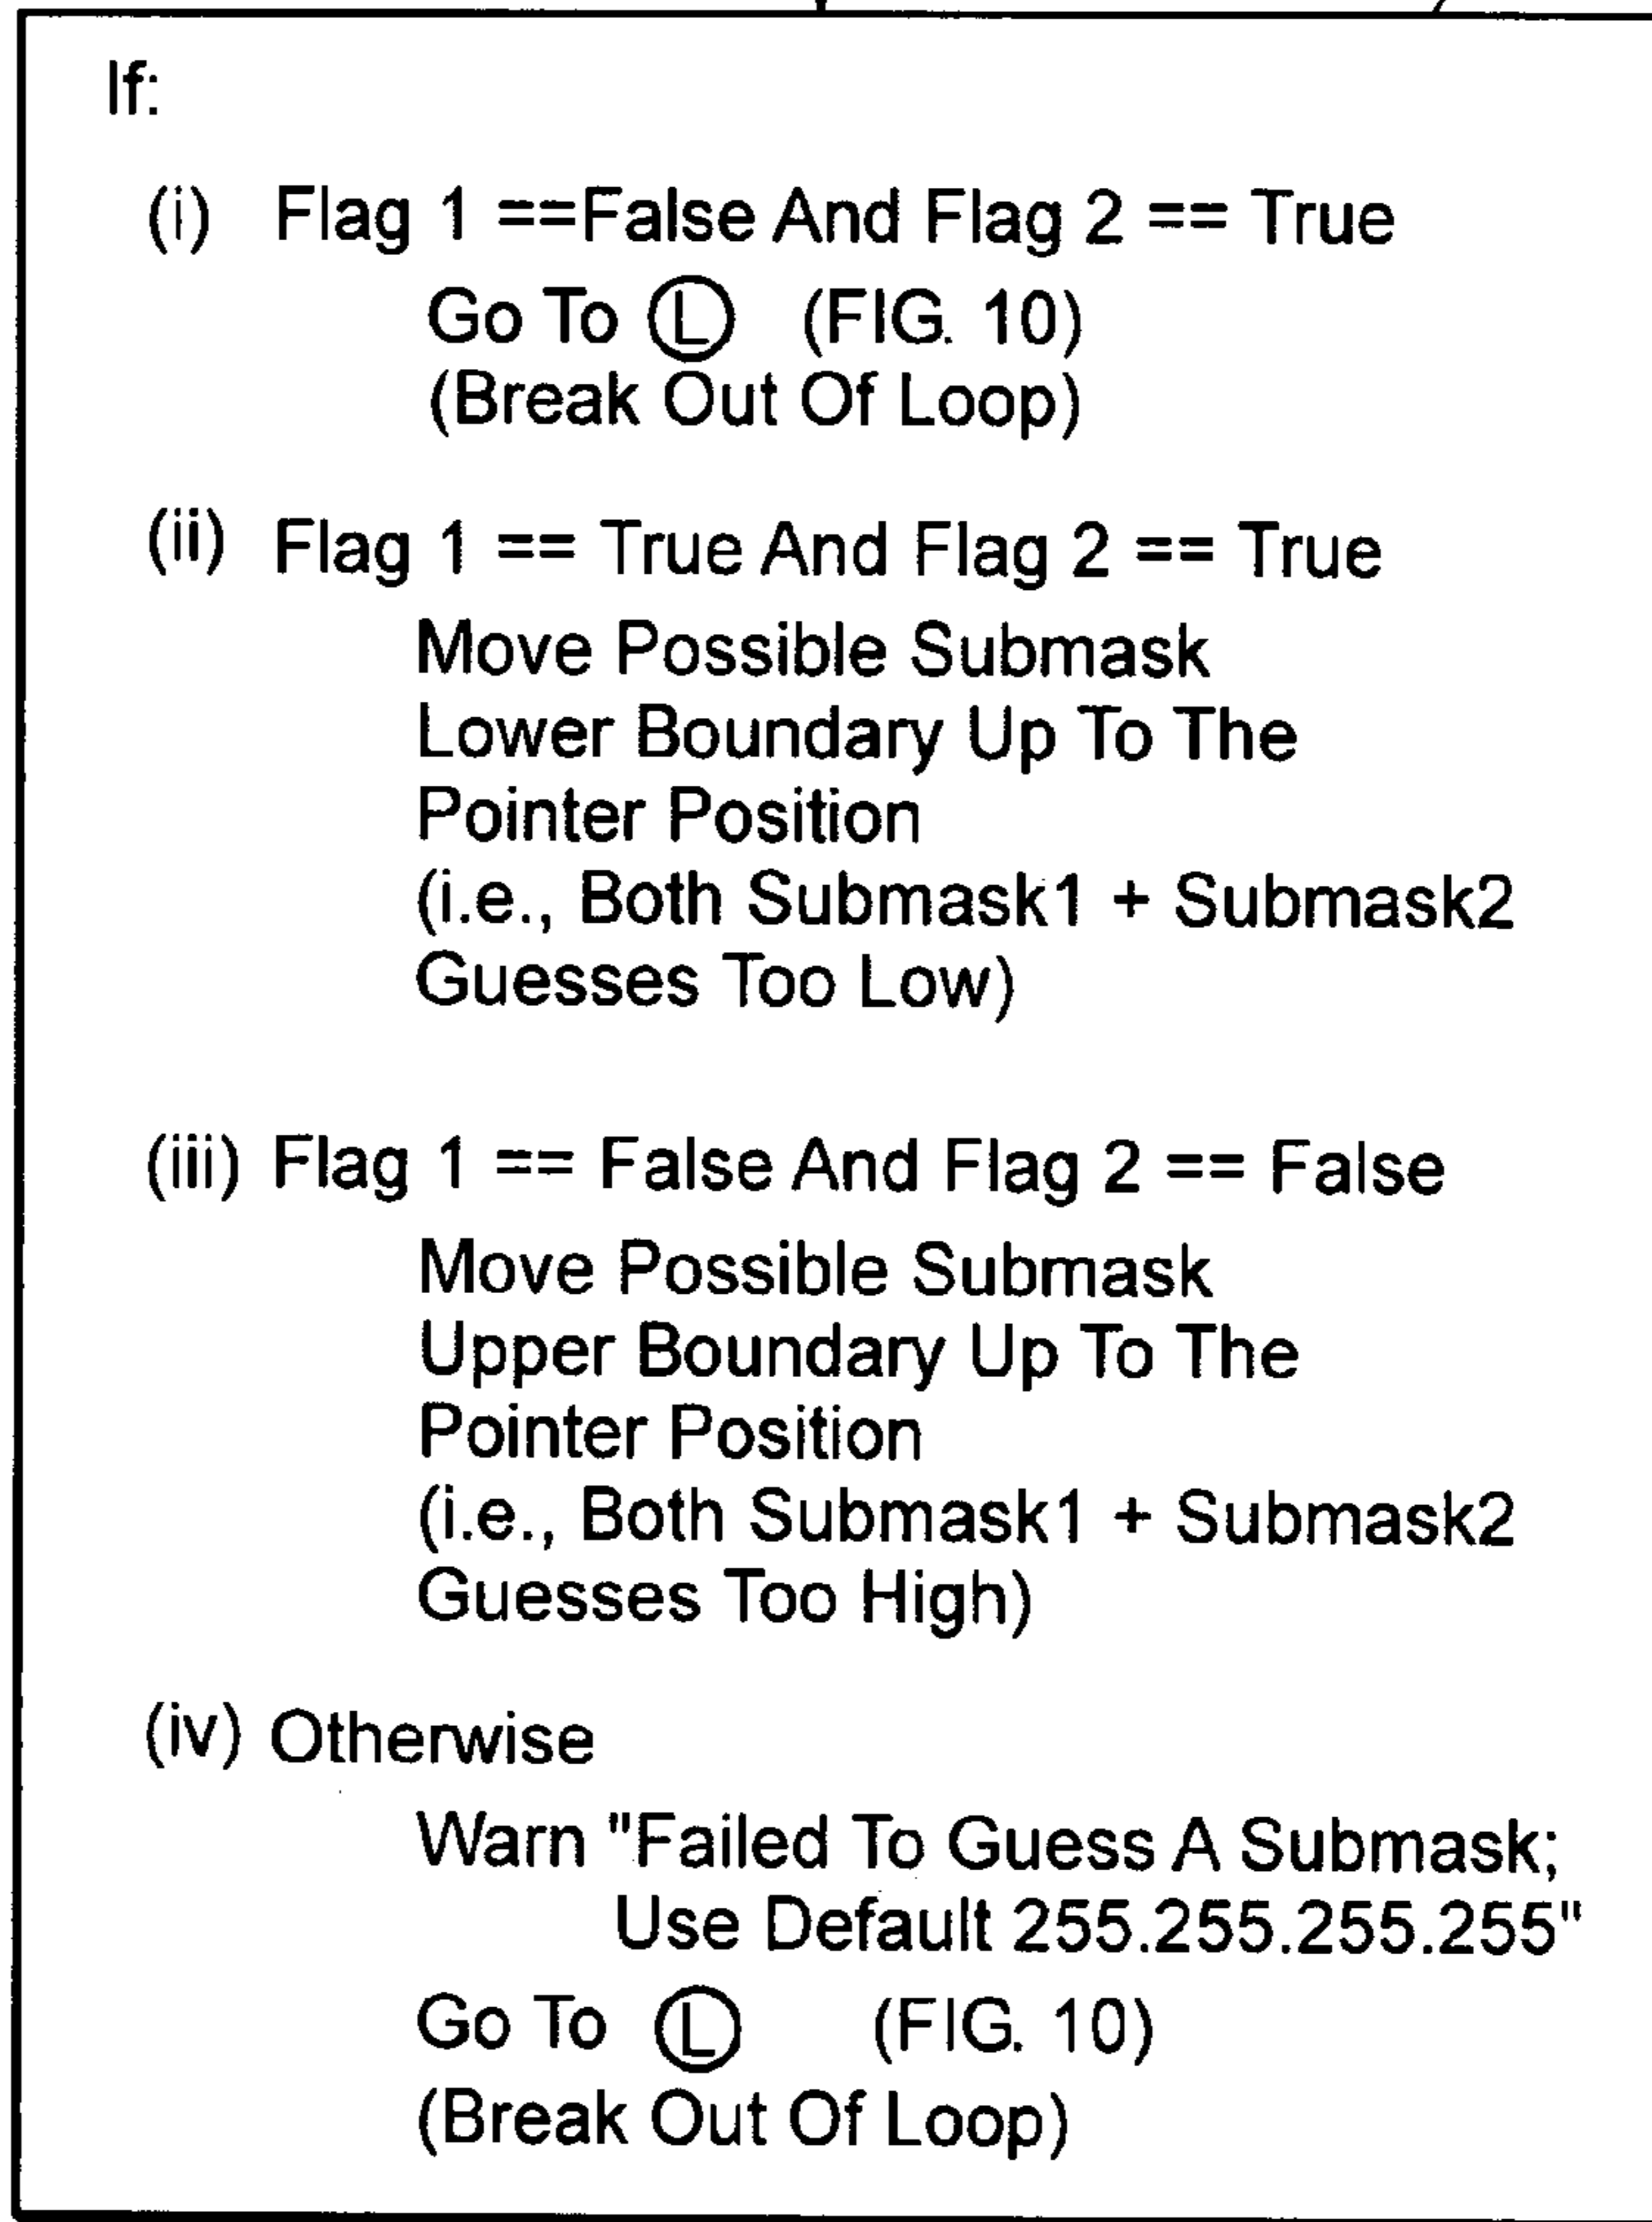 If:
(i) Flag 1 ==False And Flag 2 == True
Go To Ⓛ (FIG. 10)
(Break Out Of Loop)
(ii) Flag 1 == True And Flag 2 == True
Move Possible Submask
Lower Boundary Up To The
Pointer Position
(i.e., Both Submask1 + Submask2
Guesses Too Low)
(iii) Flag 1 == False And Flag 2 == False
Move Possible Submask
Upper Boundary Up To The
Pointer Position
(i.e., Both Submask1 + Submask2
Guesses Too High)
(iv) Otherwise
Warn "Failed To Guess A Submask;
Use Default 255.255.255.255"
Go To Ⓛ (FIG. 10)
(Break Out Of Loop)